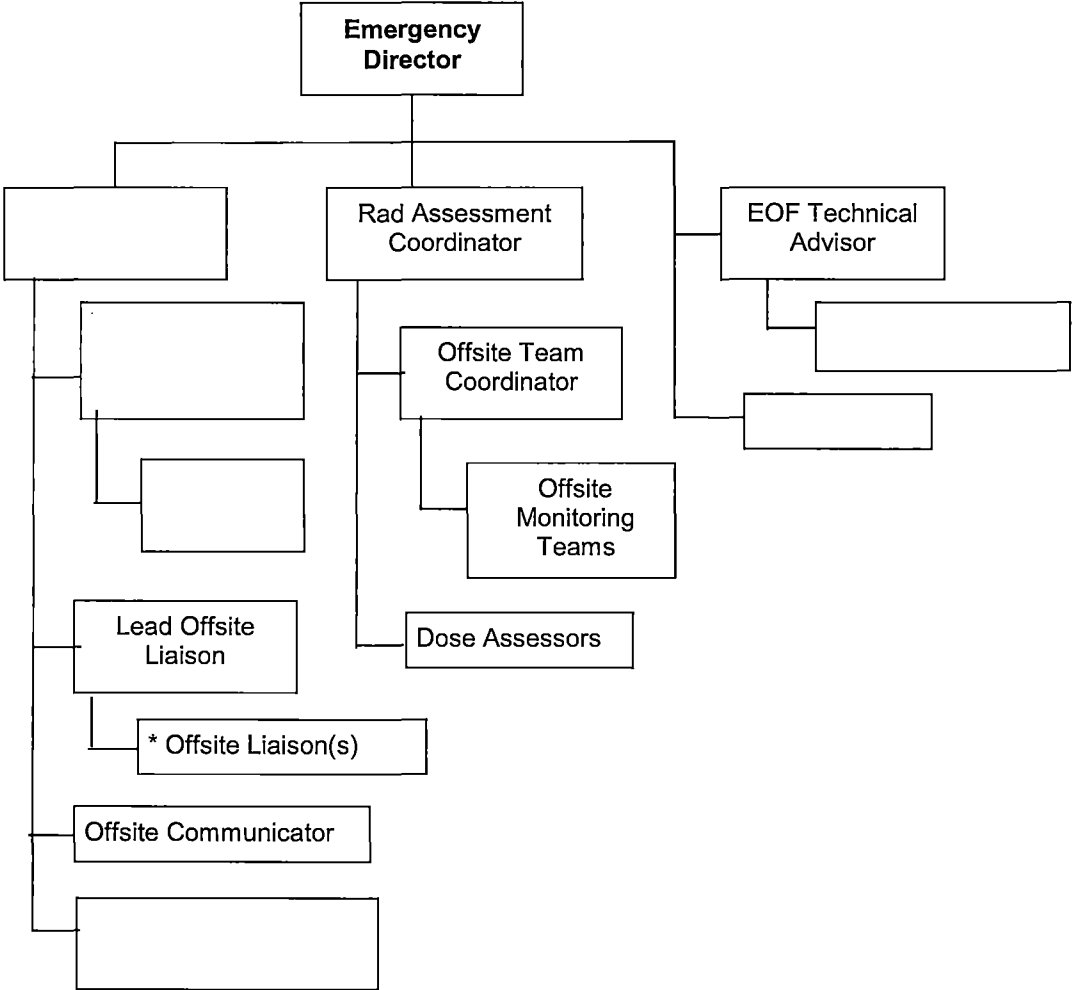 Emergency
Director
Rad Assessment
Coordinator
EOF Technical
Advisor
Offsite Team
Coordinator
Offsite
Monitoring
Teams
Lead Offsite
Liaison
Dose Assessors
* Offsite Liaison(s)
Offsite Communicator